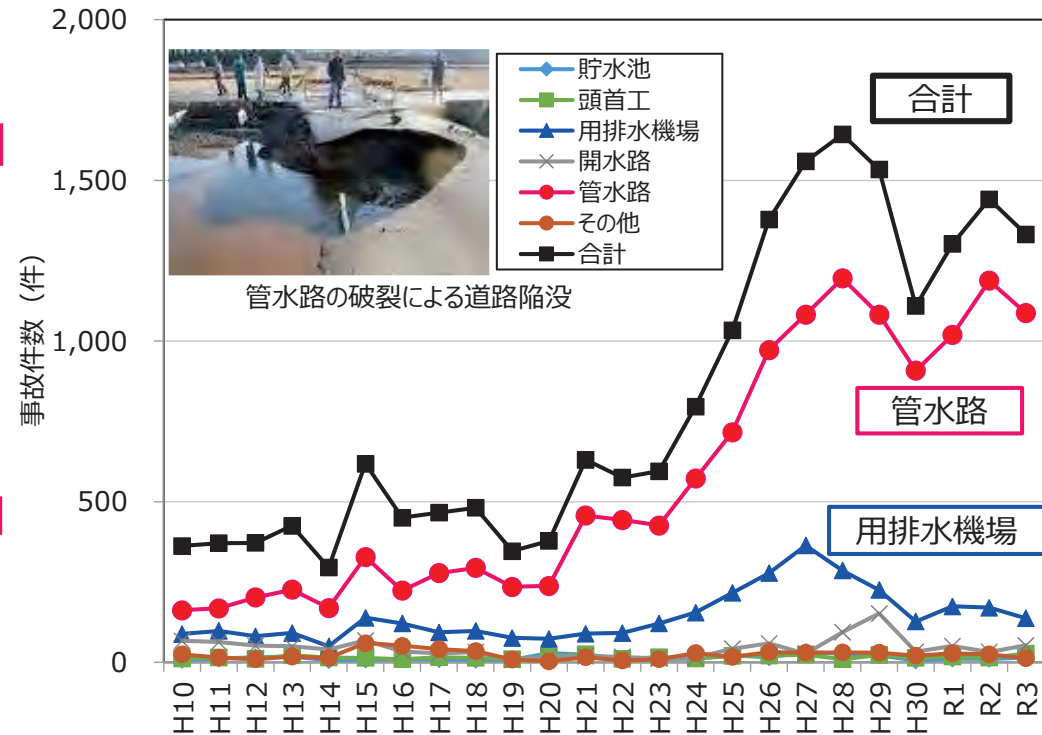 2,000
1,500
1,000
500
0
事故件数（件）
貯水池
頭首工
用排水機場
開水路
管水路
その他
合計
管水路の破裂による道路陥没
合計
管水路
用排水機場
H10
H11
H12
H13
H14
H15
H16
H17
H18
H19
H20
H21
H22
H23
H24
H25
H26
H27
H28
H29
H30
R1
R2
R3